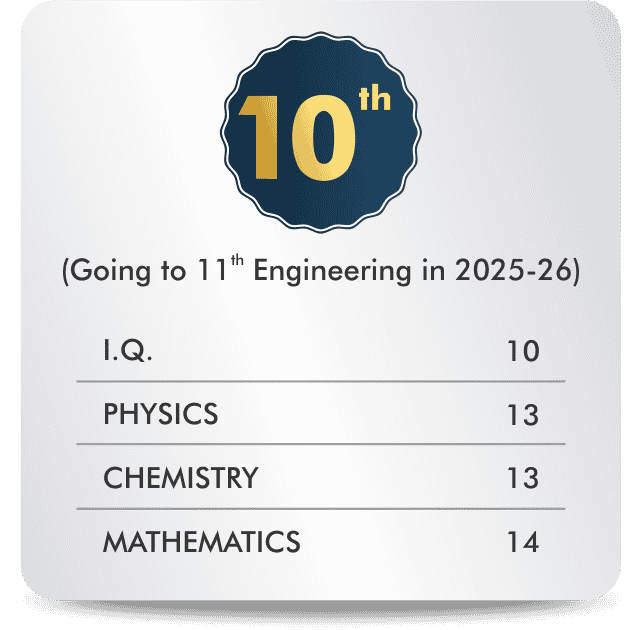 10th
(Going to 11th Engineering in 2025-26)
I.Q. 10
PHYSICS 13
CHEMISTRY 13
MATHEMATICS 14